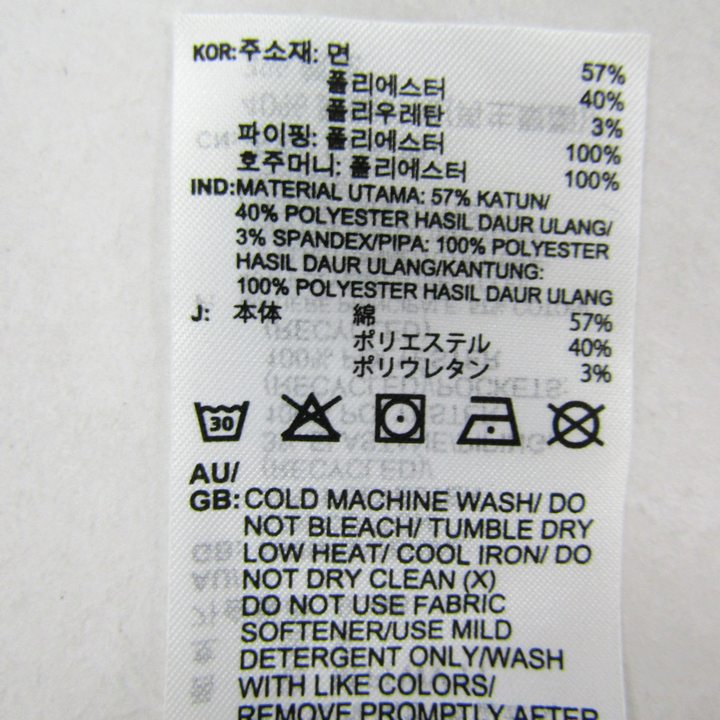 KOR:주소재: 면 57%
폴리에스터 40%
폴리우레탄 3%
파이핑: 폴리에스터 100%
호주머니: 폴리에스터 100%
IND:MATERIAL UTAMA: 57% KATUN/
40% POLYESTER HASIL DAUR ULANG/
3% SPANDEX/PIPA: 100% POLYESTER
HASIL DAUR ULANG/KANTUNG:
100% POLYESTER HASIL DAUR ULANG
J: 本体 綿 57%
ポリエステル 40%
ポリウレタン 3%
30
AU/
GB:COLD MACHINE WASH/ DO
NOT BLEACH/ TUMBLE DRY
LOW HEAT/ COOL IRON/ DO
NOT DRY CLEAN (X)
DO NOT USE FABRIC
SOFTENER/USE MILD
DETERGENT ONLY/WASH
WITH LIKE COLORS/
REMOVE PROMPTLY AFTER